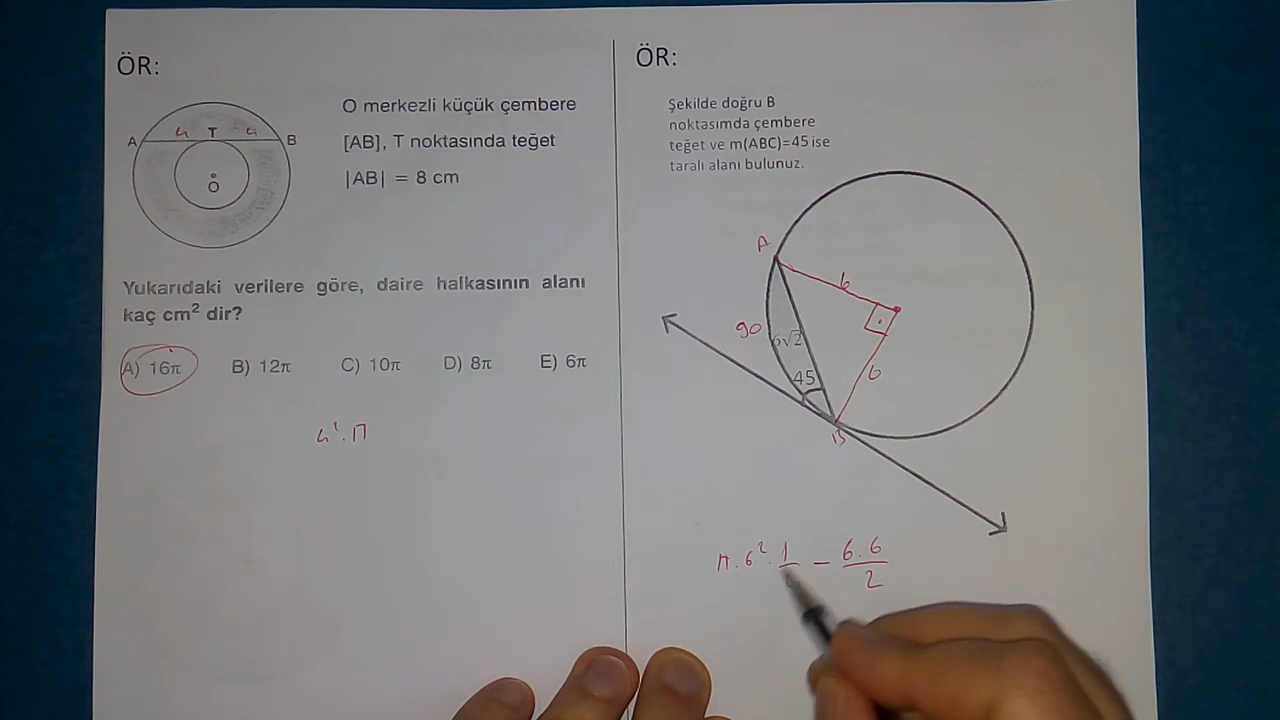 ÖR:
A 4 T 4 B
O
O merkezli küçük çembere
[AB], T noktasında teğet
|AB| = 8 cm
Yukarıdaki verilere göre, daire halkasının alanı
kaç cm² dir?
A) 16π B) 12π C) 10π D) 8π E) 6π
4² . π
ÖR:
Şekilde doğru B
noktasımda çembere
teğet ve m(ABC)=45 ise
taralı alanı bulunuz.
A
6
90
6√2
45
6
B
π . 6² . 1 - 6.6
2